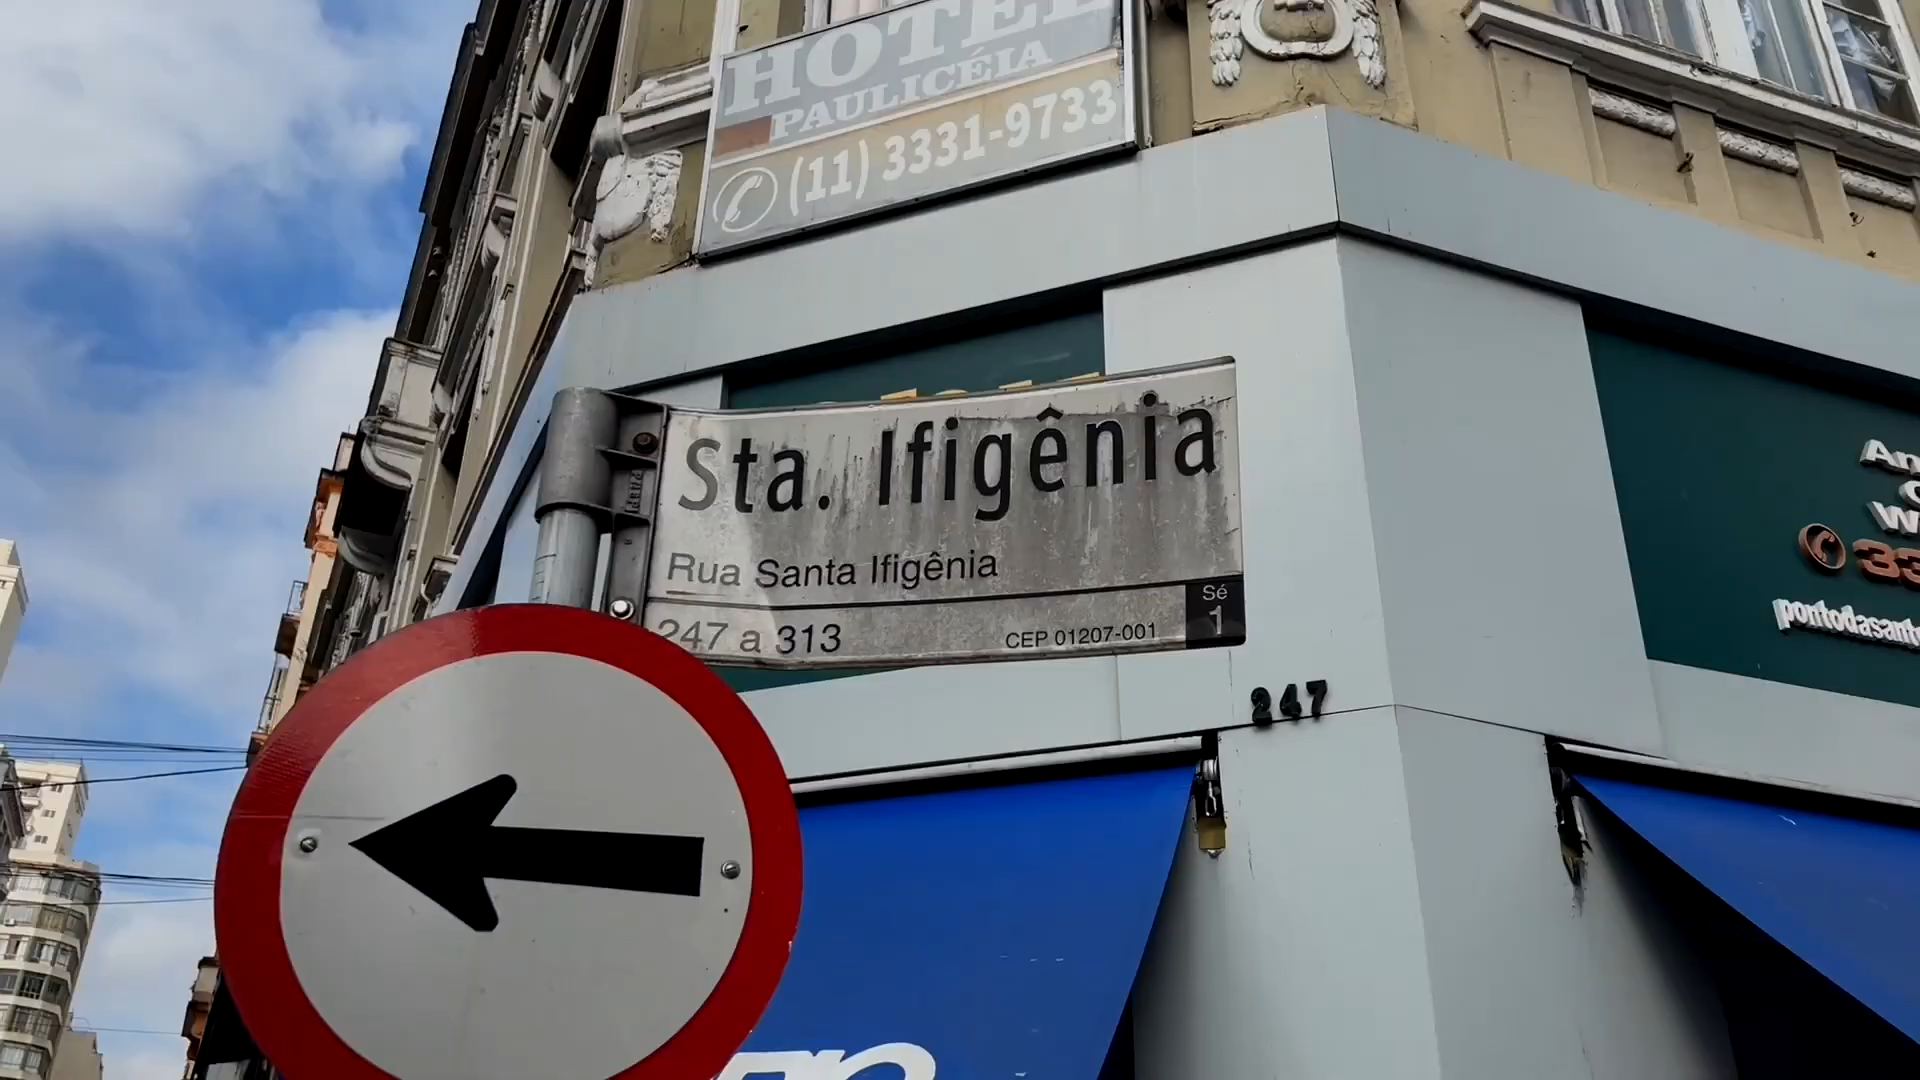 HOTEL
PAULICÉIA
(11) 3331-9733
Sta. Ifigênia
Rua Santa Ifigênia
247 a 313
CEP 01207-001
Sé
1
247